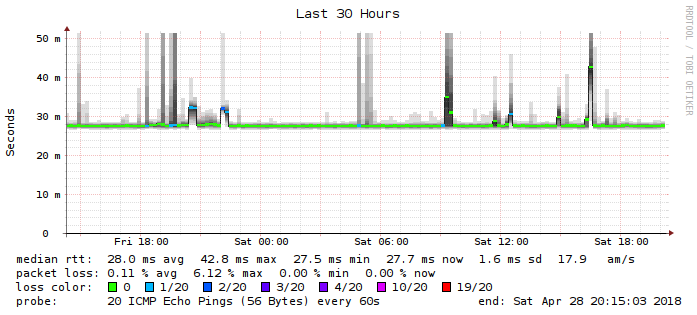 Last 30 Hours
RRDTOOL / TOBI OETIKER
Seconds
50 m
40 m
30 m
20 m
10 m
0
Fri 18:00 Sat 00:00 Sat 06:00 Sat 12:00 Sat 18:00
median rtt: 28.0 ms avg 42.8 ms max 27.5 ms min 27.7 ms now 1.6 ms sd 17.9 am/s
packet loss: 0.11 % avg 6.12 % max 0.00 % min 0.00 % now
loss color: 0 1/20 2/20 3/20 4/20 10/20 19/20
probe: 20 ICMP Echo Pings (56 Bytes) every 60s end: Sat Apr 28 20:15:03 2018